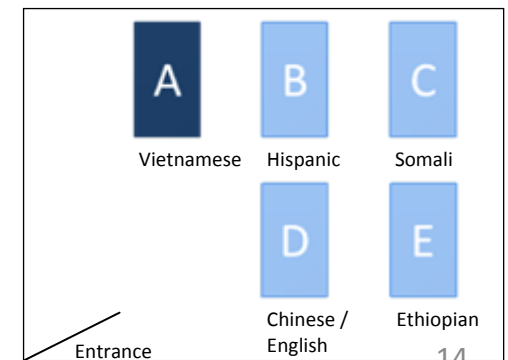 A B C
Vietnamese Hispanic Somali
D E
Chinese / Ethiopian
English
Entrance
14